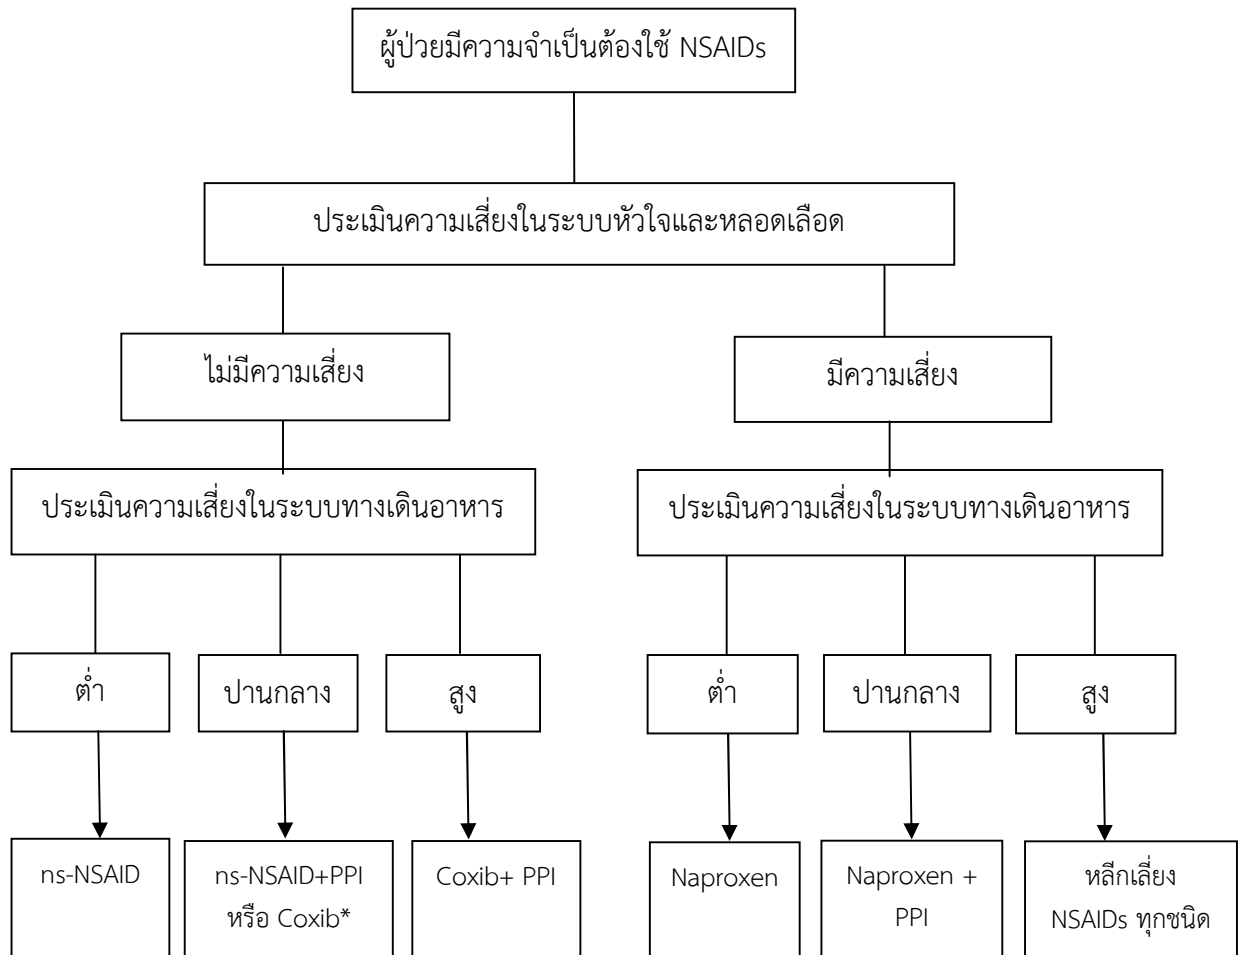 ผู้ป่วยมีความจำเป็นต้องใช้ NSAIDs
ประเมินความเสี่ยงในระบบหัวใจและหลอดเลือด
ไม่มีความเสี่ยง
มีความเสี่ยง
ประเมินความเสี่ยงในระบบทางเดินอาหาร
ประเมินความเสี่ยงในระบบทางเดินอาหาร
ต่ำ
ปานกลาง
สูง
ต่ำ
ปานกลาง
สูง
ns-NSAID
ns-NSAID+PPI
หรือ Coxib*
Coxib+ PPI
Naproxen
Naproxen +
PPI
หลีกเลี่ยง
NSAIDs ทุกชนิด